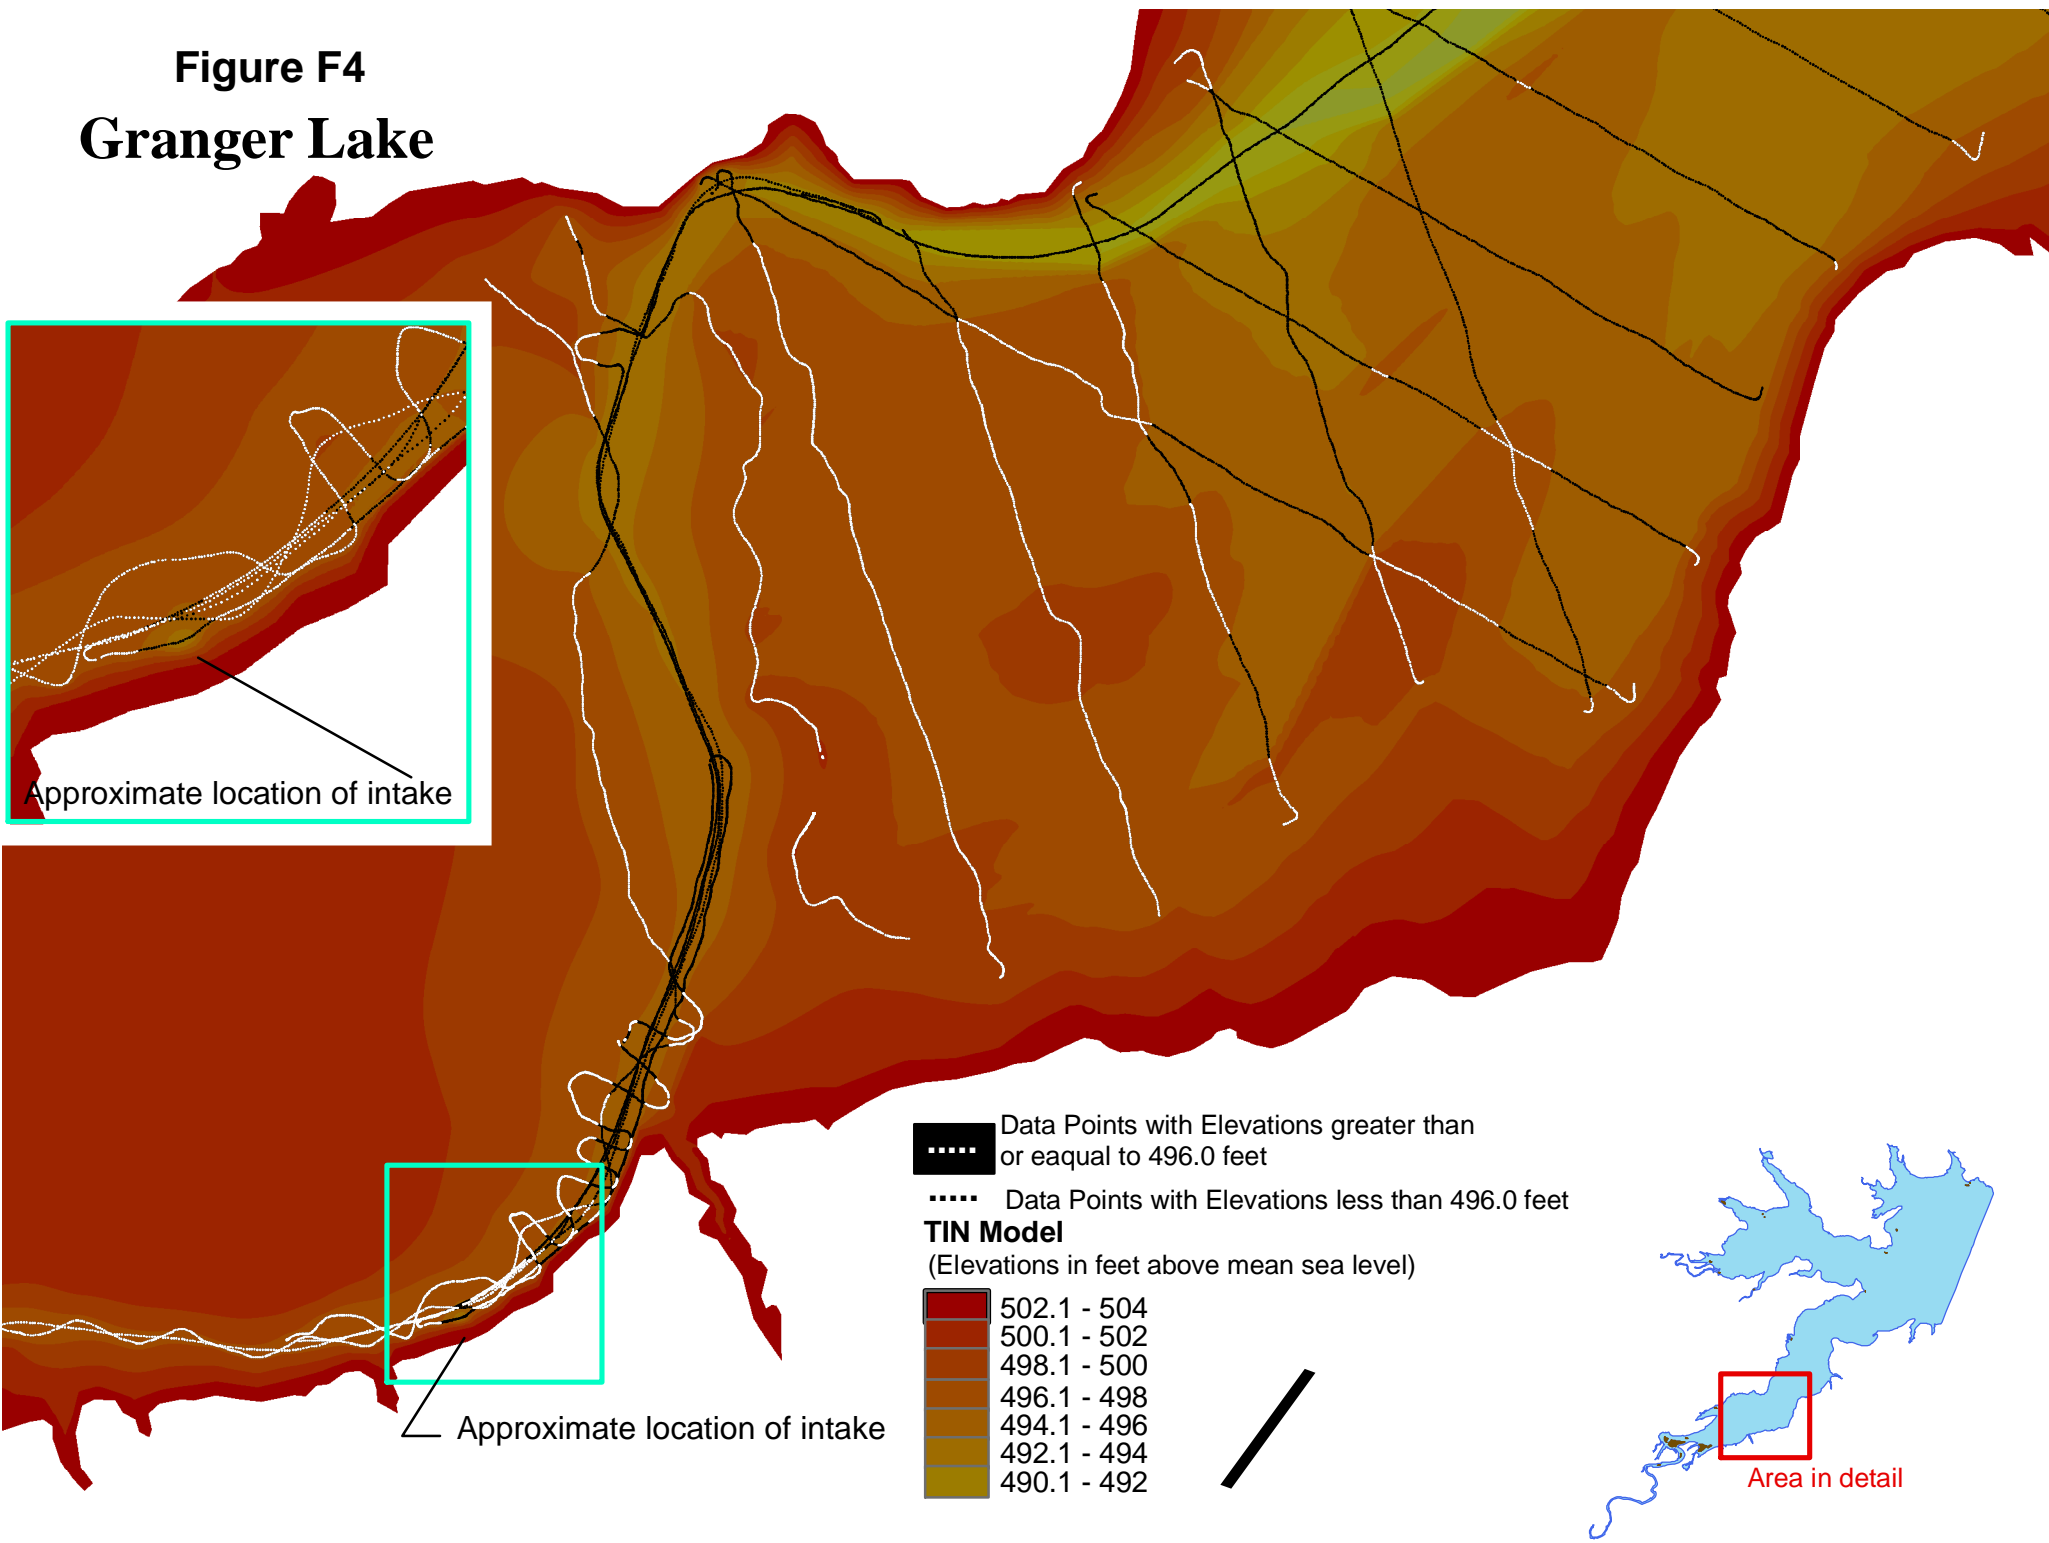 Figure F4
Granger Lake
Approximate location of intake
Approximate location of intake
Data Points with Elevations greater than
or eaqual to 496.0 feet
Data Points with Elevations less than 496.0 feet
TIN Model
(Elevations in feet above mean sea level)
502.1 - 504
500.1 - 502
498.1 - 500
496.1 - 498
494.1 - 496
492.1 - 494
490.1 - 492
Area in detail